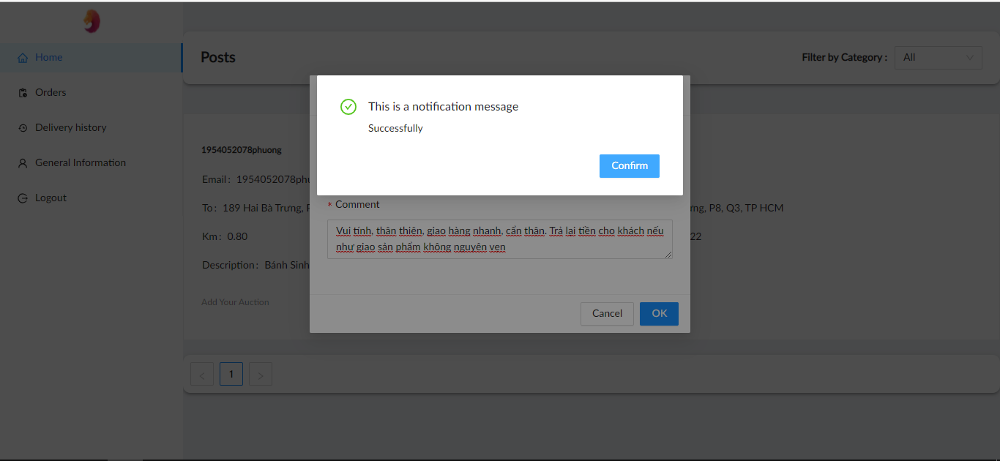 Home
Orders
Delivery history
General Information
Logout
Posts
Filter by Category :
All
This is a notification message
Successfully
Confirm
1954052078phuong
Email :
To : 189 Hai Bà Trưng,
ng, P8, Q3, TP HCM
Km : 0.80
22
Description : Bánh Sinh
Add Your Auction
* Comment
Vui tính, thân thiên, giao hàng nhanh, cẩn thân. Trả lại tiền cho khách nếu
như giao sản phẩm không nguyên ven
Cancel
OK
<
1
>